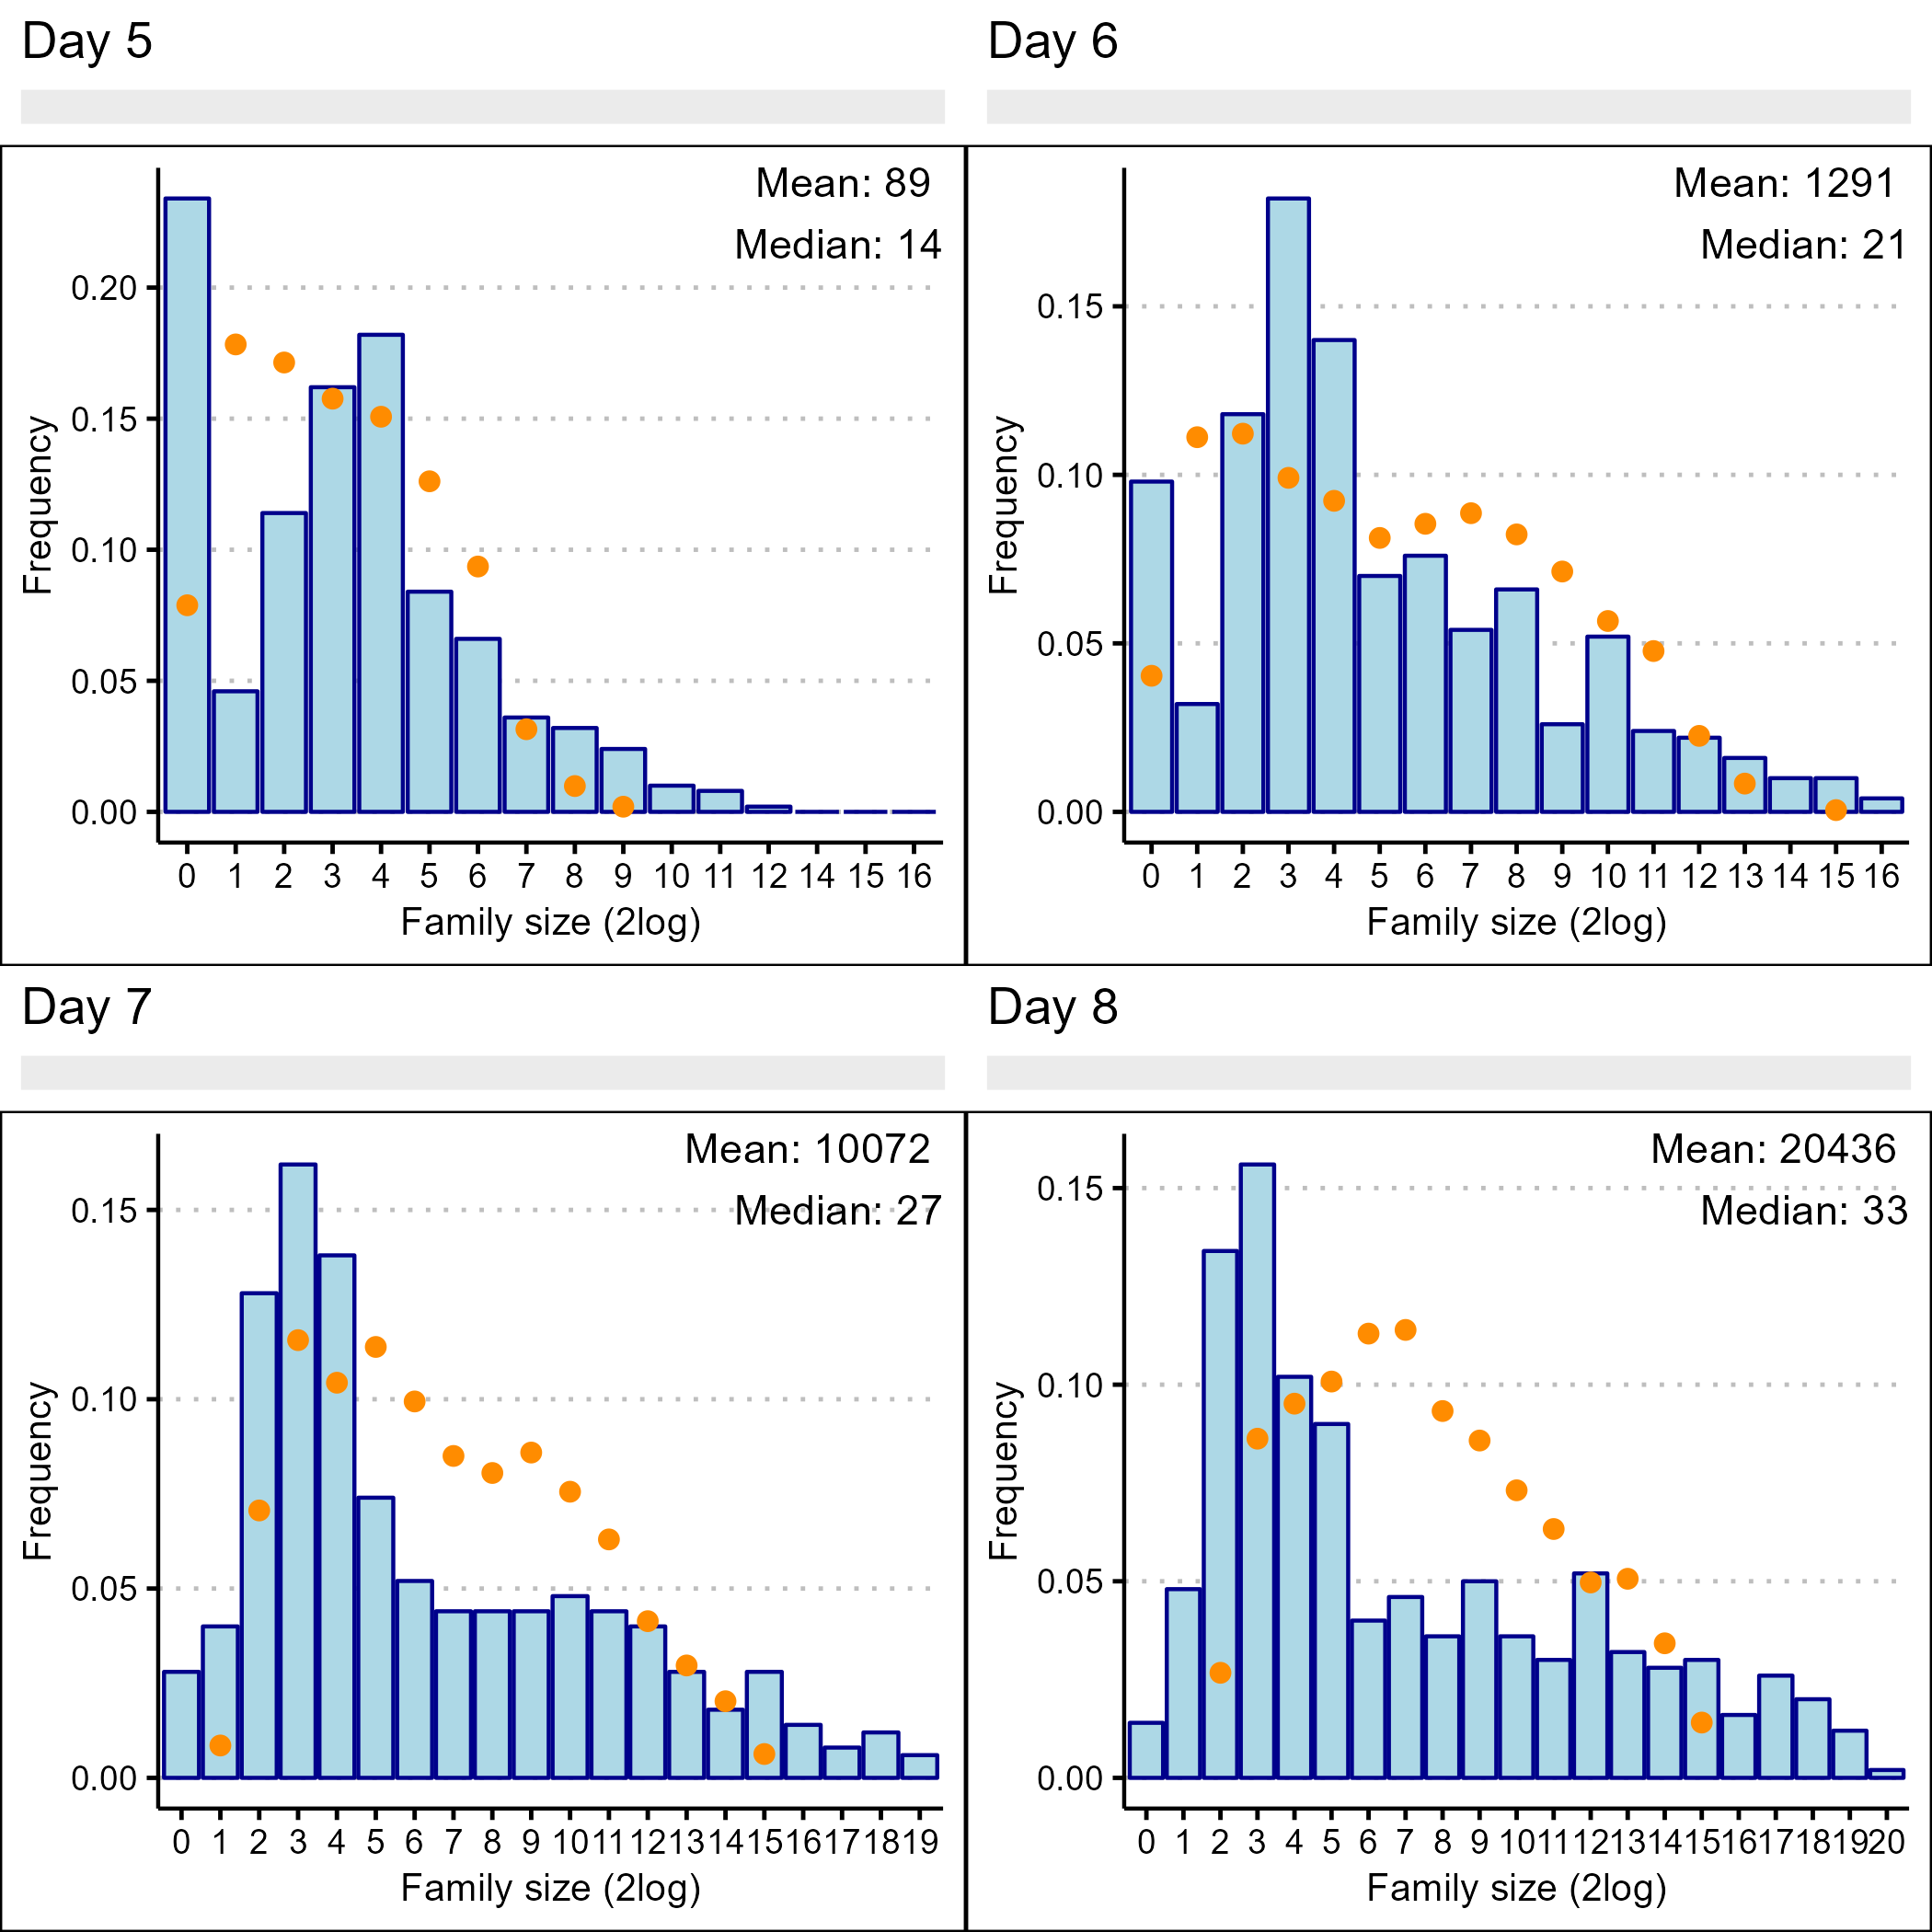 Day 5
Mean: 89
Median: 14
Frequency
0.20
0.15
0.10
0.05
0.00
0 1 2 3 4 5 6 7 8 9 10 11 12 14 15 16
Family size (2log)
Day 6
Mean: 1291
Median: 21
Frequency
0.15
0.10
0.05
0.00
0 1 2 3 4 5 6 7 8 9 10 11 12 13 14 15 16
Family size (2log)
Day 7
Mean: 10072
Median: 27
Frequency
0.15
0.10
0.05
0.00
0 1 2 3 4 5 6 7 8 9 10 11 12 13 14 15 16 17 18 19
Family size (2log)
Day 8
Mean: 20436
Median: 33
Frequency
0.15
0.10
0.05
0.00
0 1 2 3 4 5 6 7 8 9 10 11 12 13 14 15 16 17 18 19 20
Family size (2log)